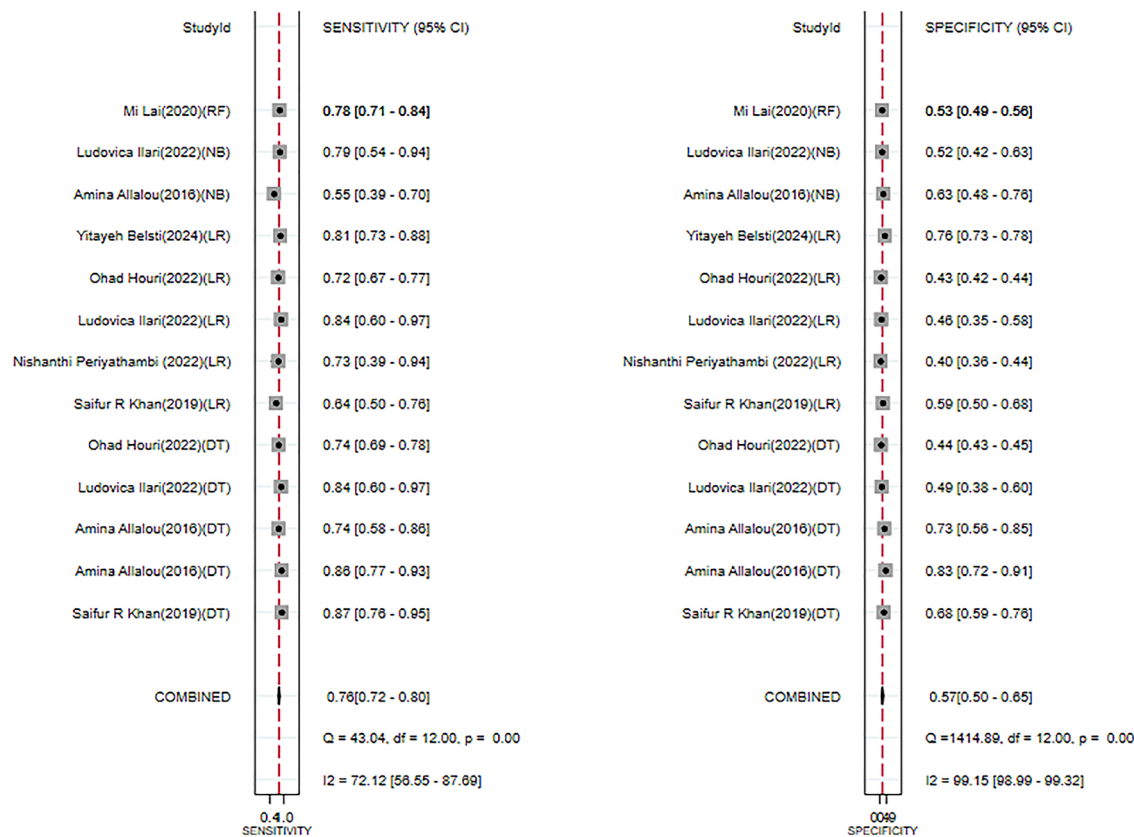 StudyId SENSITIVITY (95% CI)
Mi Lai(2020)(RF) 0.78 [0.71 - 0.84]
Ludovica Ilari(2022)(NB) 0.79 [0.54 - 0.94]
Amina Allalou(2016)(NB) 0.55 [0.39 - 0.70]
Yitayeh Belsti(2024)(LR) 0.81 [0.73 - 0.88]
Ohad Houri(2022)(LR) 0.72 [0.67 - 0.77]
Ludovica Ilari(2022)(LR) 0.84 [0.60 - 0.97]
Nishanthi Periyathambi (2022)(LR) 0.73 [0.39 - 0.94]
Saifur R Khan(2019)(LR) 0.64 [0.50 - 0.76]
Ohad Houri(2022)(DT) 0.74 [0.69 - 0.78]
Ludovica Ilari(2022)(DT) 0.84 [0.60 - 0.97]
Amina Allalou(2016)(DT) 0.74 [0.58 - 0.86]
Amina Allalou(2016)(DT) 0.86 [0.77 - 0.93]
Saifur R Khan(2019)(DT) 0.87 [0.76 - 0.95]
COMBINED 0.76[0.72 - 0.80]
Q = 43.04, df = 12.00, p = 0.00
I2 = 72.12 [56.55 - 87.69]
SENSITIVITY
StudyId SPECIFICITY (95% CI)
Mi Lai(2020)(RF) 0.53 [0.49 - 0.56]
Ludovica Ilari(2022)(NB) 0.52 [0.42 - 0.63]
Amina Allalou(2016)(NB) 0.63 [0.48 - 0.76]
Yitayeh Belsti(2024)(LR) 0.76 [0.73 - 0.78]
Ohad Houri(2022)(LR) 0.43 [0.42 - 0.44]
Ludovica Ilari(2022)(LR) 0.46 [0.35 - 0.58]
Nishanthi Periyathambi (2022)(LR) 0.40 [0.36 - 0.44]
Saifur R Khan(2019)(LR) 0.59 [0.50 - 0.68]
Ohad Houri(2022)(DT) 0.44 [0.43 - 0.45]
Ludovica Ilari(2022)(DT) 0.49 [0.38 - 0.60]
Amina Allalou(2016)(DT) 0.73 [0.56 - 0.85]
Amina Allalou(2016)(DT) 0.83 [0.72 - 0.91]
Saifur R Khan(2019)(DT) 0.68 [0.59 - 0.76]
COMBINED 0.57[0.50 - 0.65]
Q =1414.89, df = 12.00, p = 0.00
I2 = 99.15 [98.99 - 99.32]
SPECIFICITY